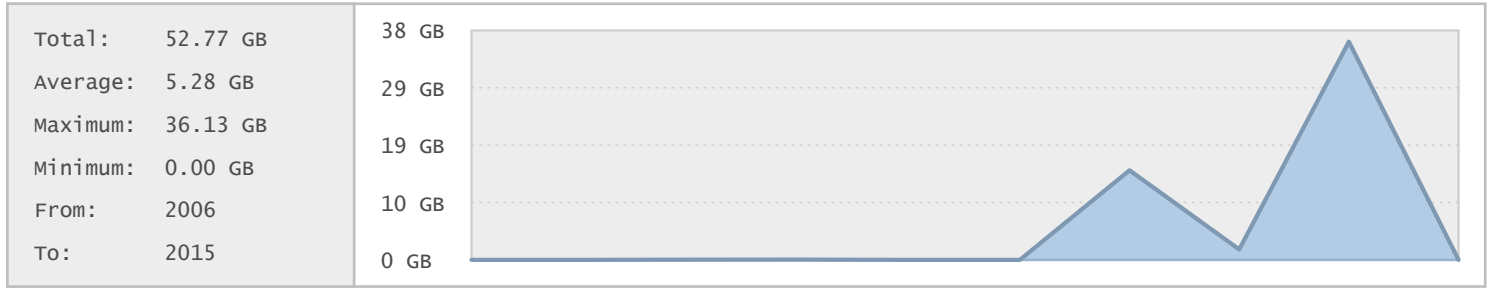 Total: 52.77 GB
Average: 5.28 GB
Maximum: 36.13 GB
Minimum: 0.00 GB
From: 2006
To: 2015
38 GB
29 GB
19 GB
10 GB
0 GB